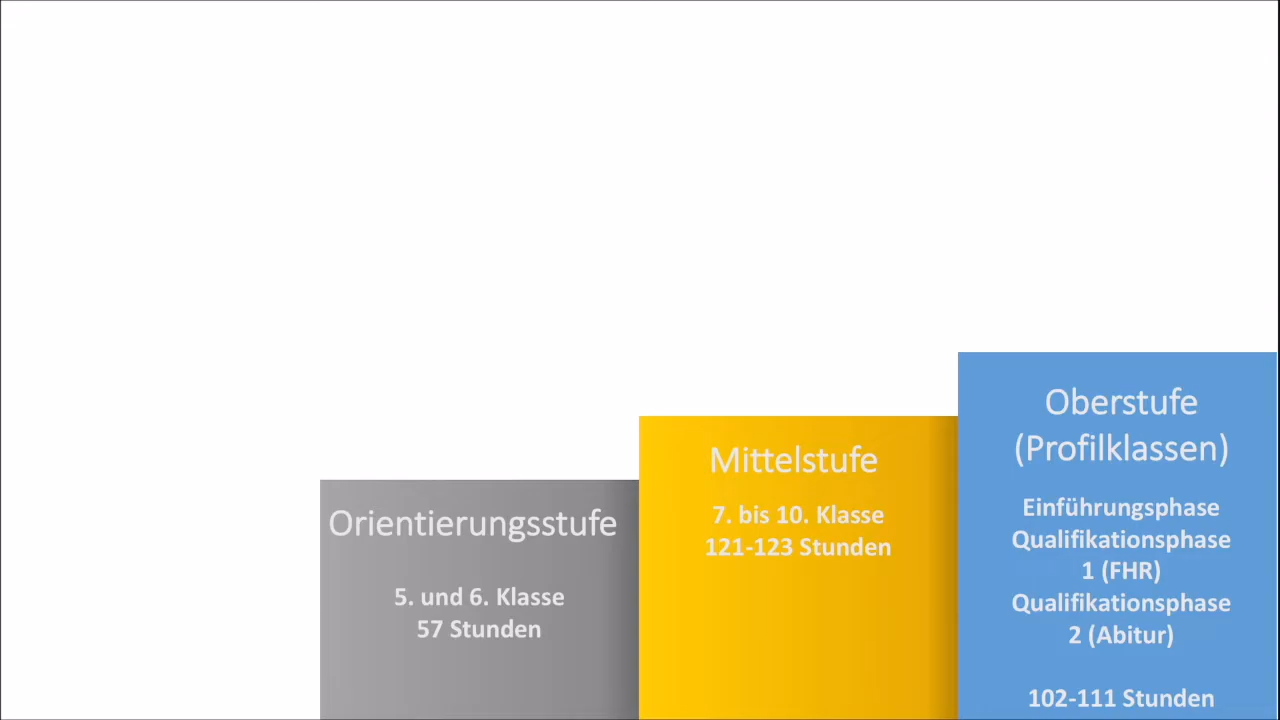 Orientierungsstufe
5. und 6. Klasse
57 Stunden
Mittelstufe
7. bis 10. Klasse
121-123 Stunden
Oberstufe
(Profilklassen)
Einführungsphase
Qualifikationsphase
1 (FHR)
Qualifikationsphase
2 (Abitur)
102-111 Stunden